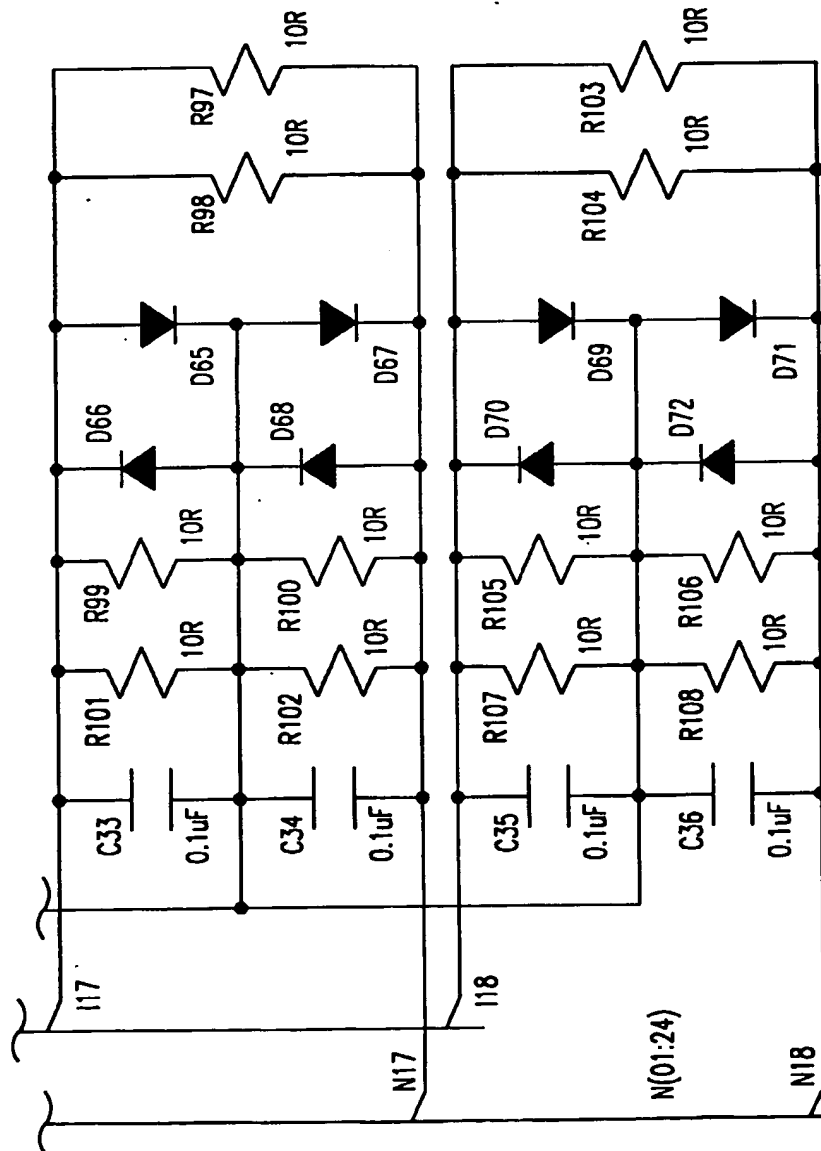 R97
10R
R98
10R
D65
D67
D66
D68
R99
10R
R100
10R
R101
10R
R102
10R
C33
0.1uF
C34
0.1uF
I17
N17
R103
10R
R104
10R
D69
D71
D70
D72
R105
10R
R106
10R
R107
10R
R108
10R
C35
0.1uF
C36
0.1uF
I18
N(01:24)
N18